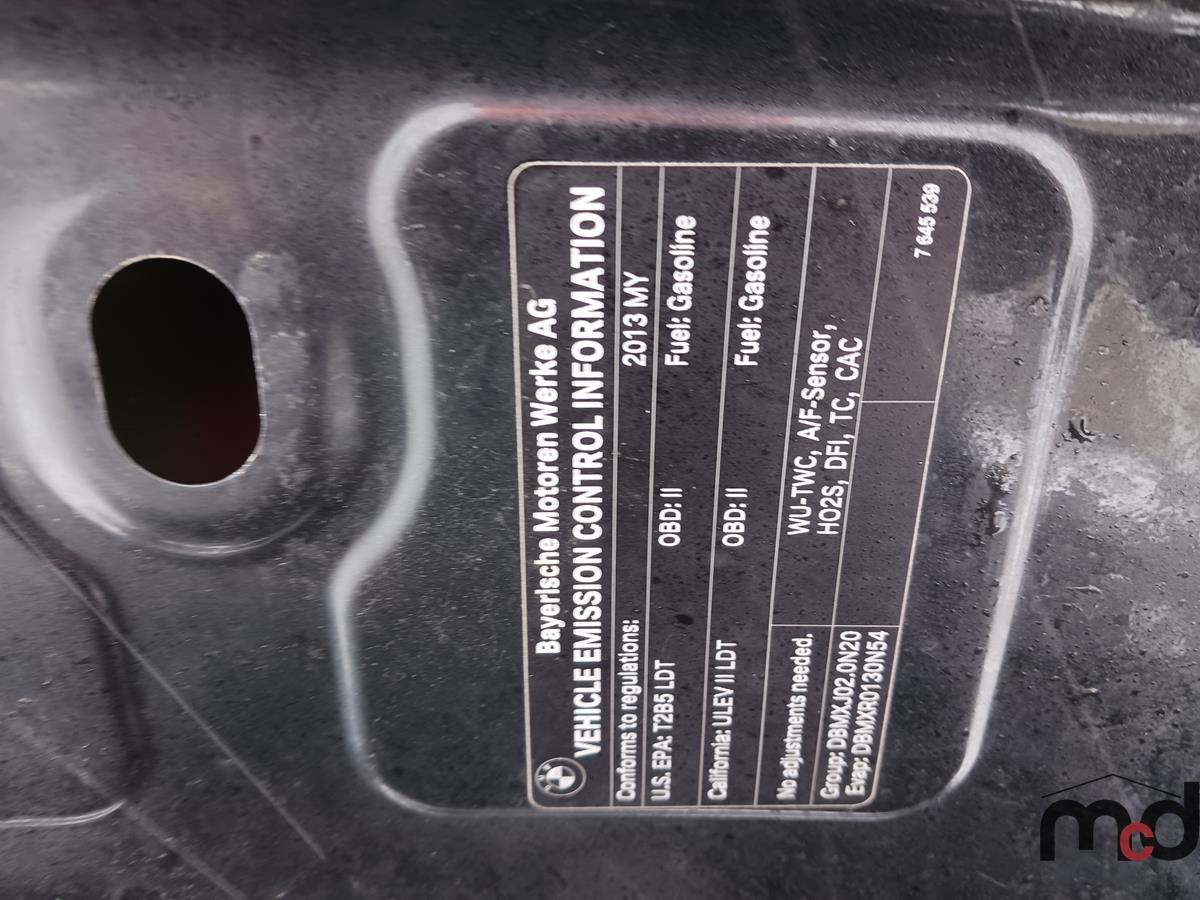 Bayerische Motoren Werke AG
VEHICLE EMISSION CONTROL INFORMATION
Conforms to regulations: 2013 MY
U.S. EPA: T2B5 LDT OBD: II Fuel: Gasoline
California: ULEV II LDT OBD: II Fuel: Gasoline
No adjustments needed. WU-TWC, A/F-Sensor,
HO2S, DFI, TC, CAC
Group: DBMXJ02.0N20
Evap: DBMXR0130N54
7 645 539
mcd